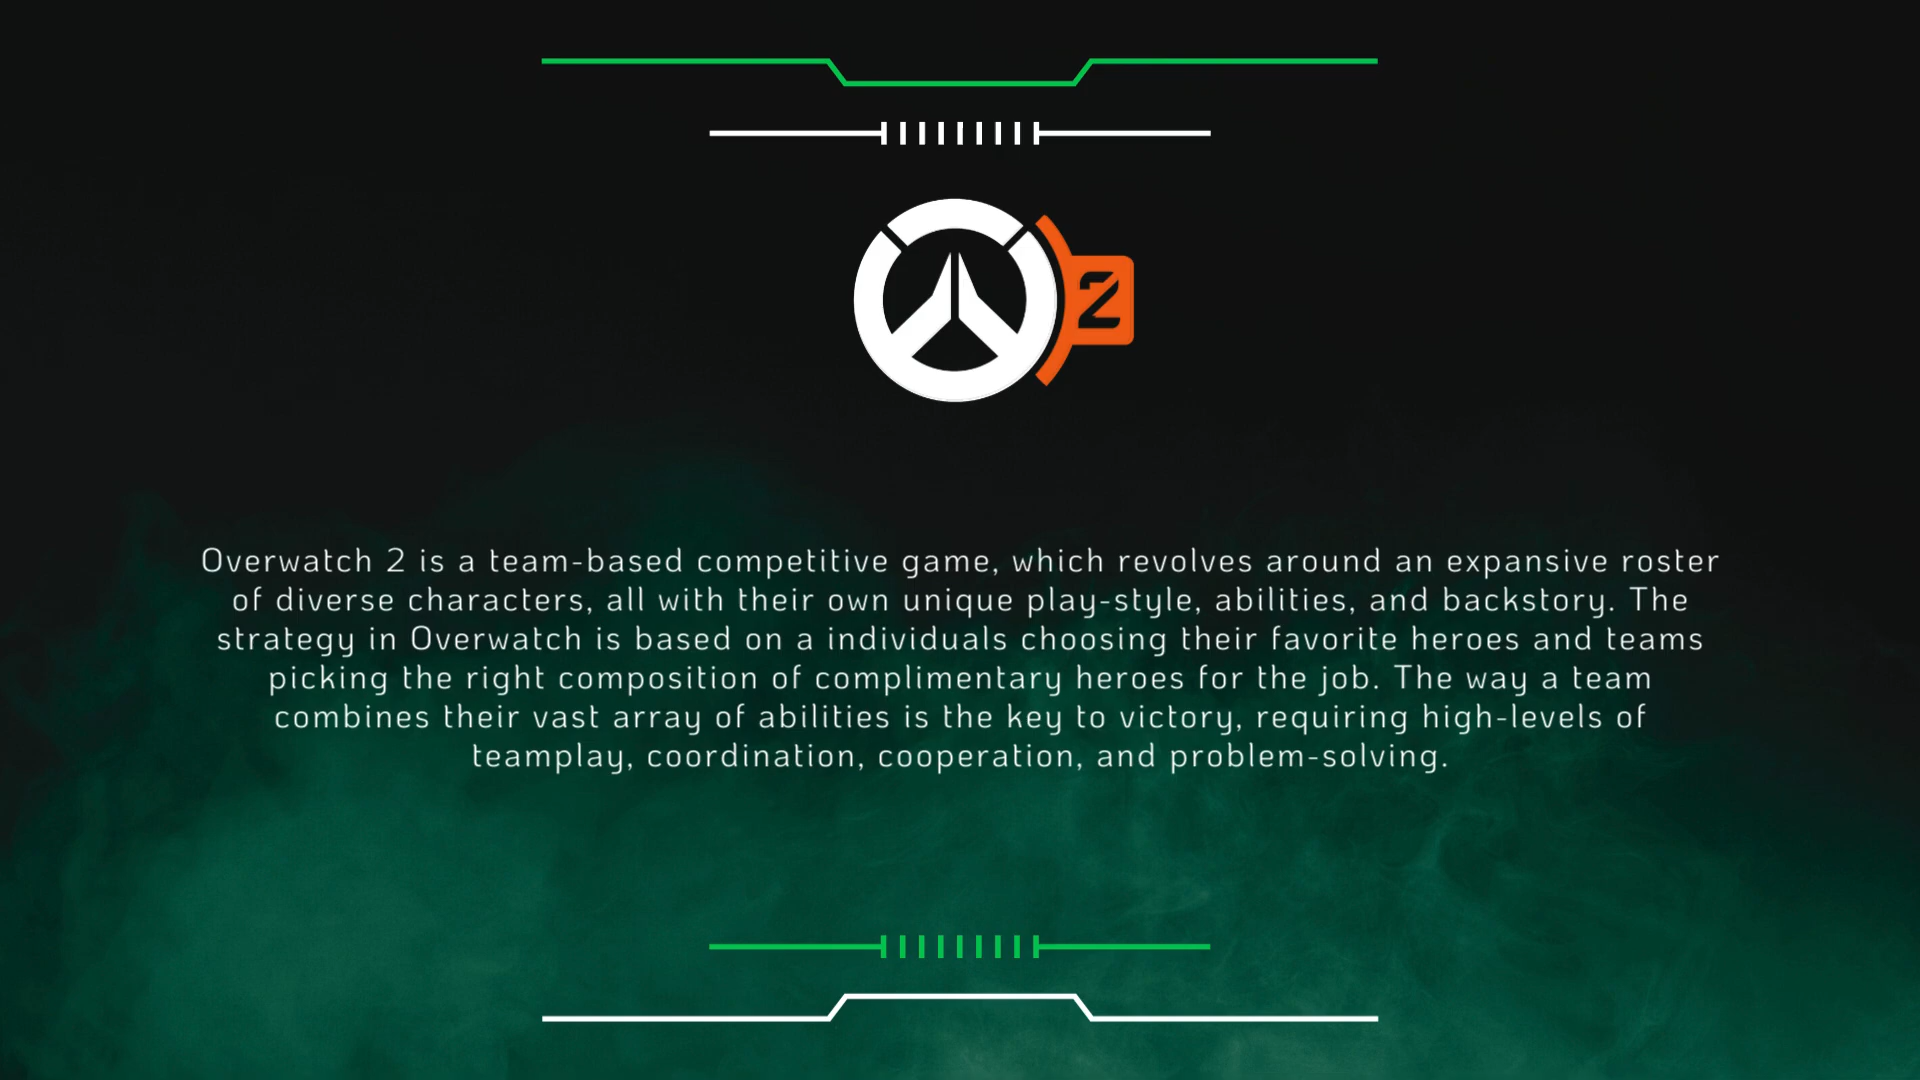 2
Overwatch 2 is a team-based competitive game, which revolves around an expansive roster
of diverse characters, all with their own unique play-style, abilities, and backstory. The
strategy in Overwatch is based on a individuals choosing their favorite heroes and teams
picking the right composition of complimentary heroes for the job. The way a team
combines their vast array of abilities is the key to victory, requiring high-levels of
teamplay, coordination, cooperation, and problem-solving.